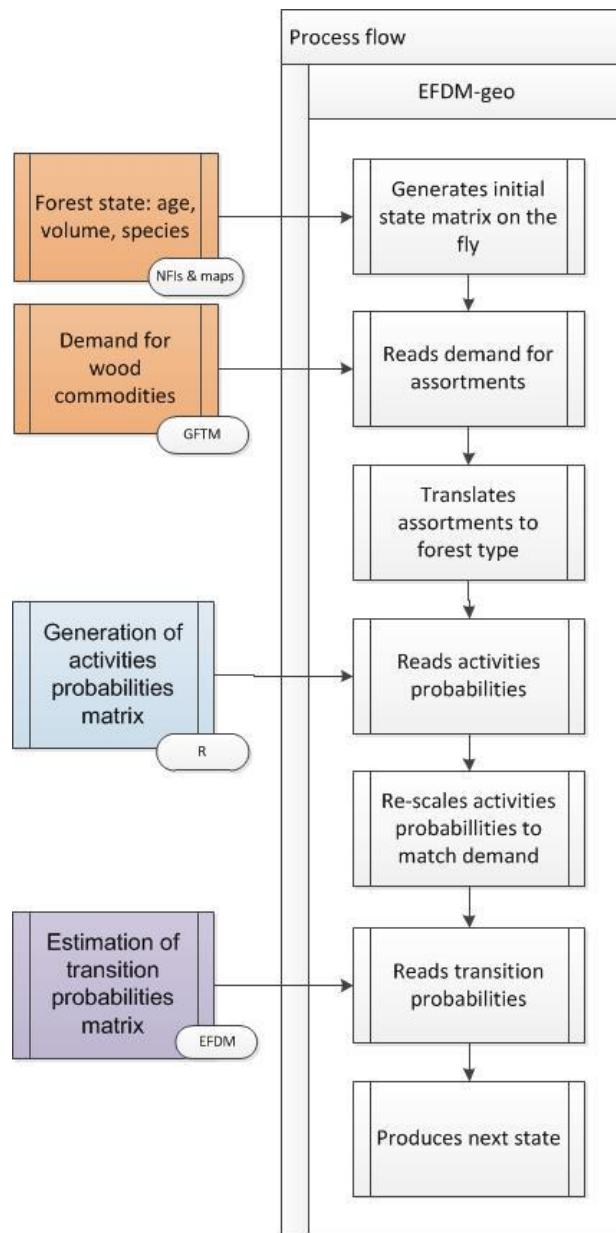 Process flow
EFDM-geo
Forest state: age,
volume, species
NFIs & maps
Generates initial
state matrix on the
fly
Demand for
wood
commodities
GFTM
Reads demand for
assortments
Translates
assortments to
forest type
Generation of
activities
probabilities
matrix
R
Reads activities
probabilities
Re-scales activities
probabillities to
match demand
Estimation of
transition
probabilities
matrix
EFDM
Reads transition
probabilities
Produces next state